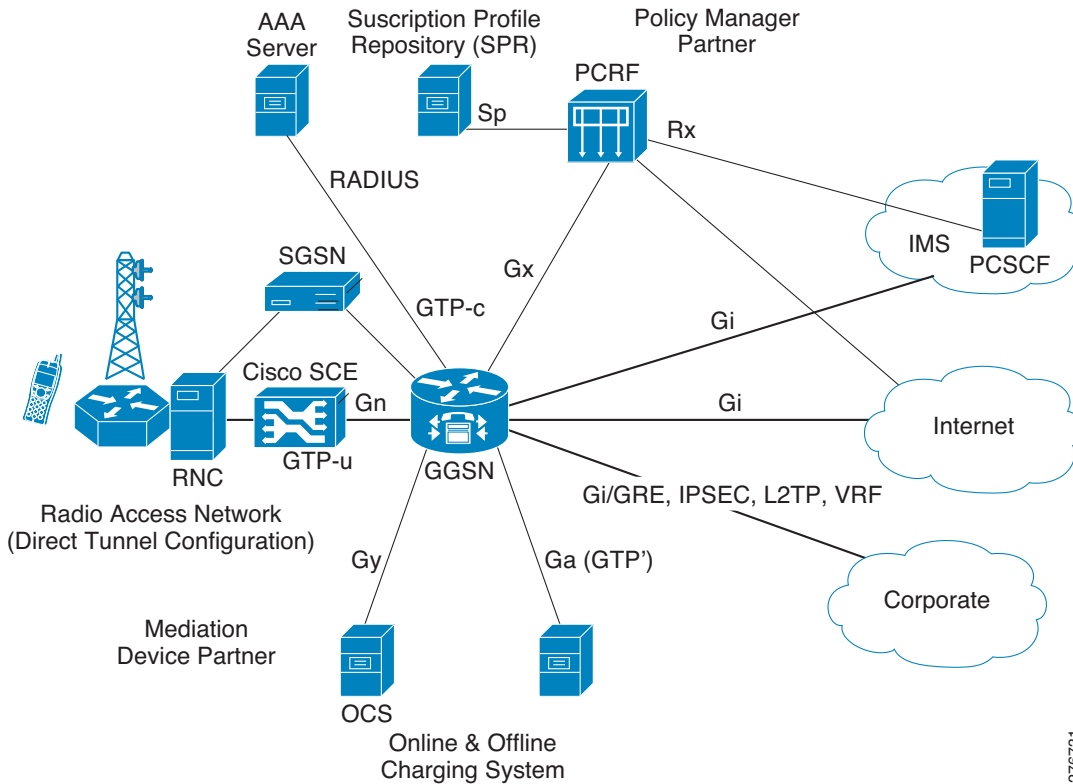 AAA
Server
Suscription Profile
Repository (SPR)
Policy Manager
Partner
PCRF
Sp
Rx
RADIUS
IMS
PCSCF
SGSN
Gx
GTP-c
Gi
Cisco SCE
Gn
Gi
Internet
GTP-u
GGSN
RNC
Gi/GRE, IPSEC, L2TP, VRF
Radio Access Network
(Direct Tunnel Configuration)
Gy
Ga (GTP')
Corporate
Mediation
Device Partner
OCS
Online & Offline
Charging System